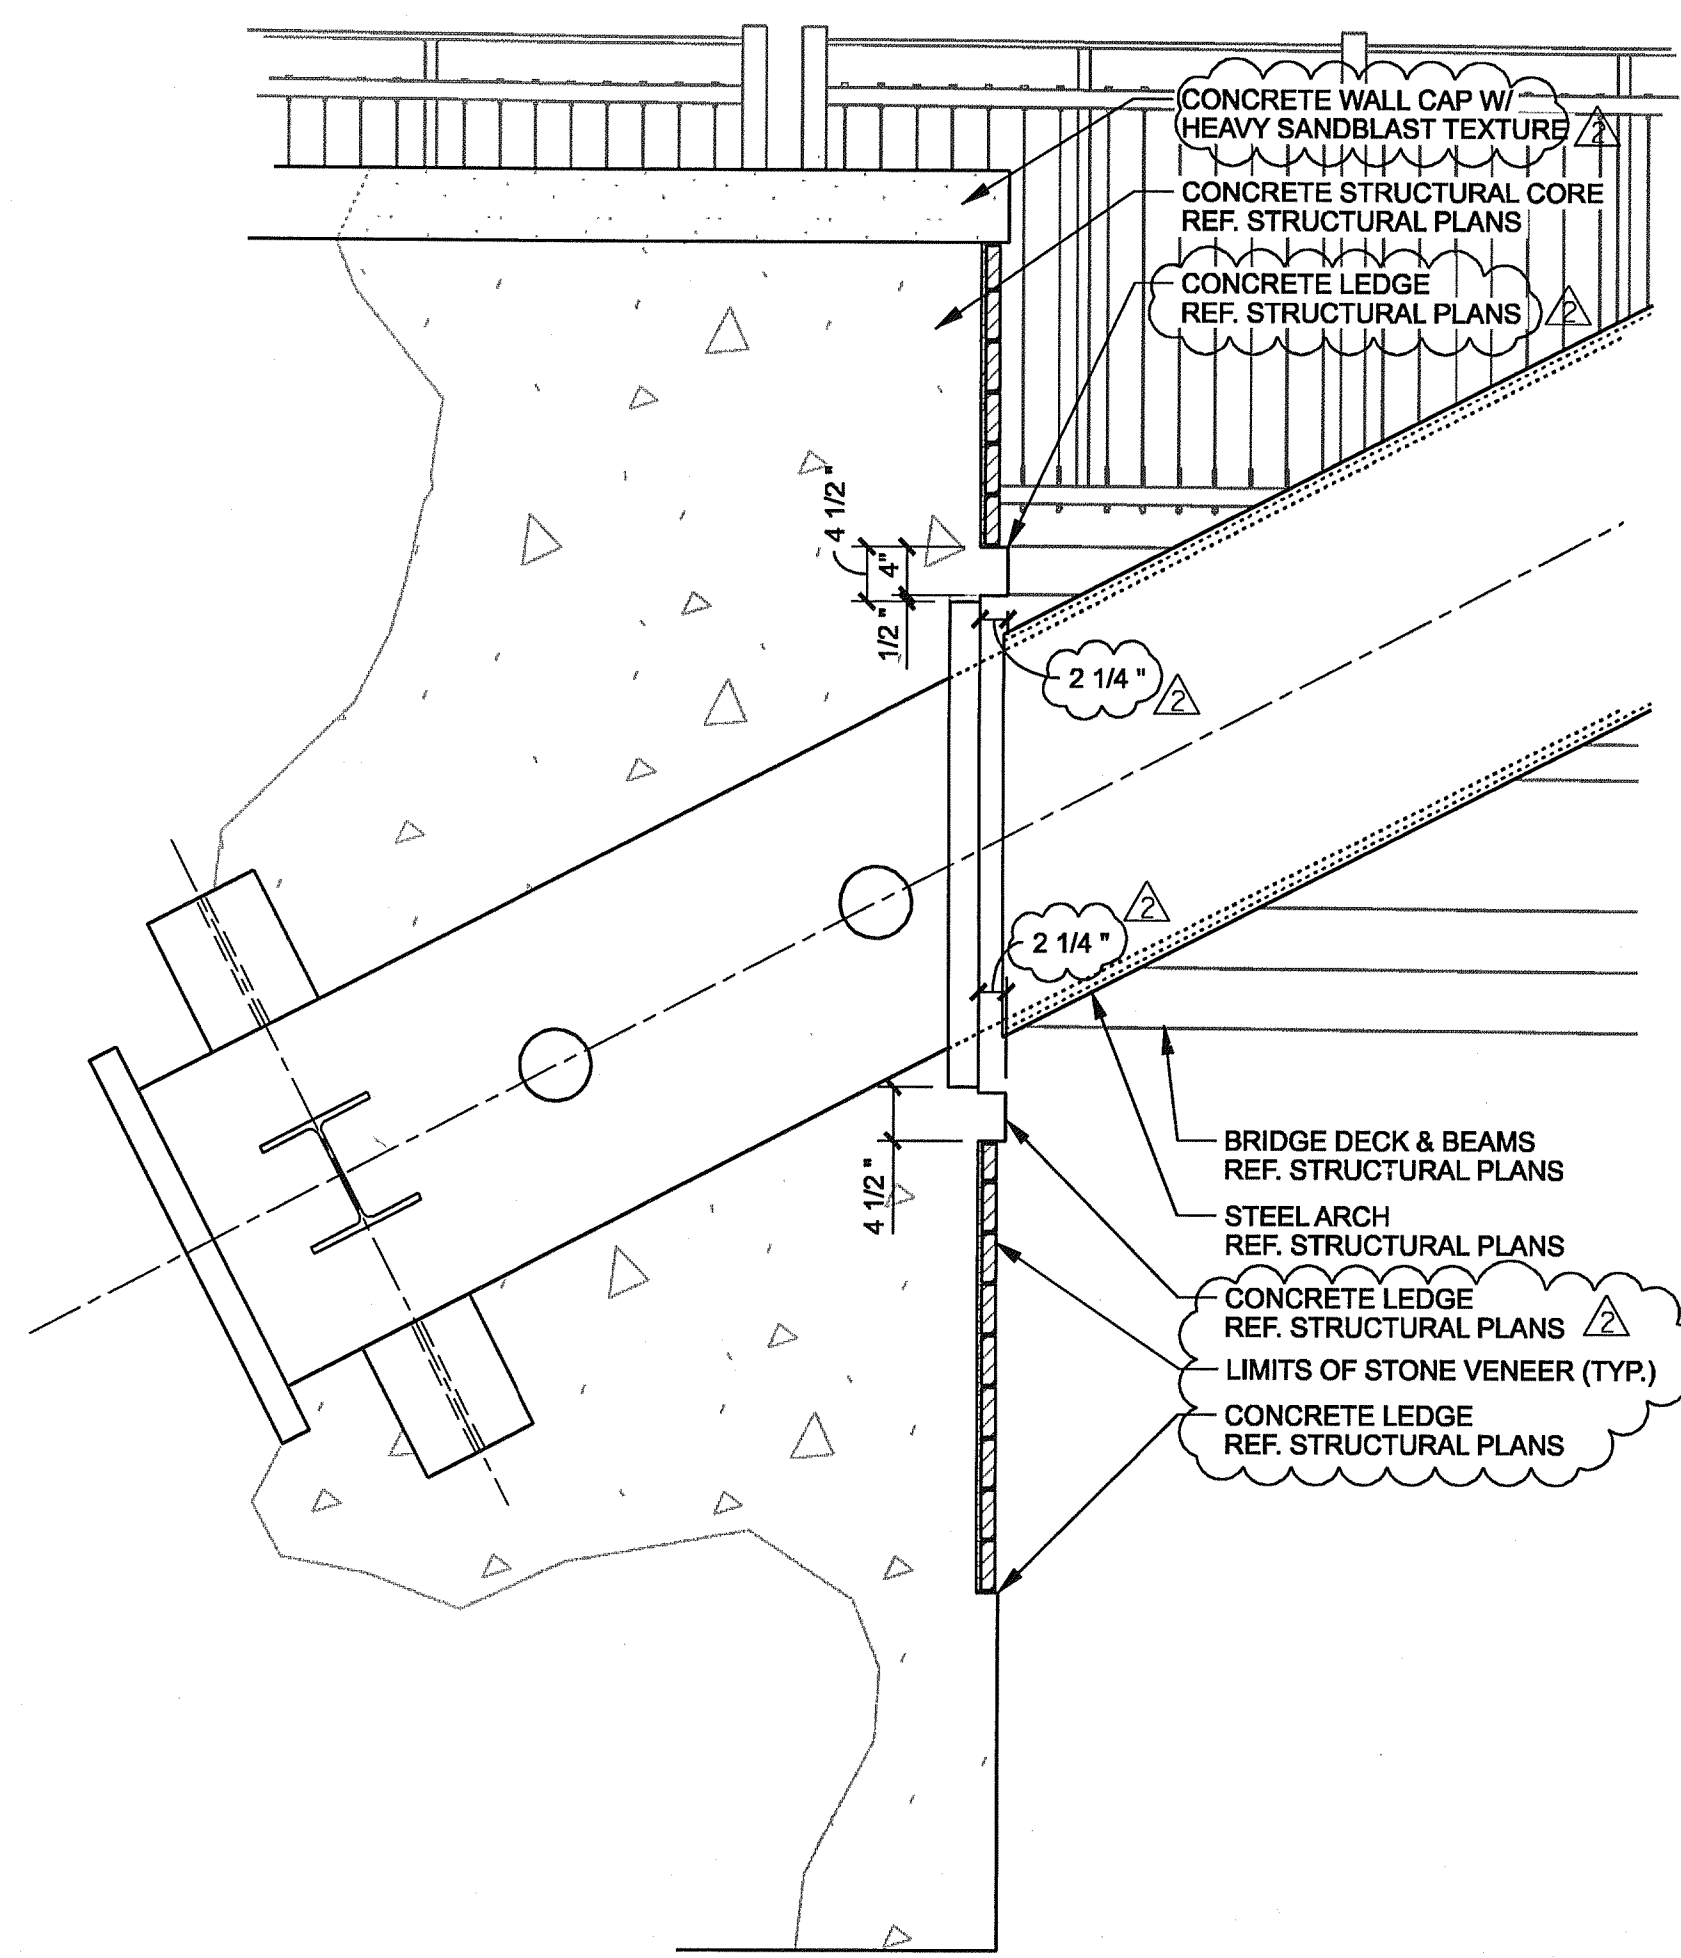 CONCRETE WALL CAP W/
HEAVY SANDBLAST TEXTURE 2
CONCRETE STRUCTURAL CORE
REF. STRUCTURAL PLANS
CONCRETE LEDGE
REF. STRUCTURAL PLANS 2
4 1/2 "
4"
1/2 "
2 1/4 " 2
2 1/4 " 2
4 1/2 "
BRIDGE DECK & BEAMS
REF. STRUCTURAL PLANS
STEEL ARCH
REF. STRUCTURAL PLANS
CONCRETE LEDGE
REF. STRUCTURAL PLANS 2
LIMITS OF STONE VENEER (TYP.)
CONCRETE LEDGE
REF. STRUCTURAL PLANS